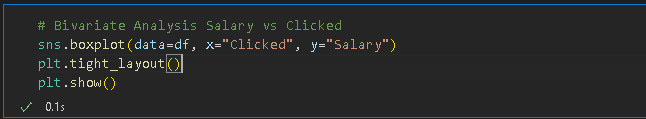 # Bivariate Analysis Salary vs Clicked
sns.boxplot(data=df, x="Clicked", y="Salary")
plt.tight_layout()
plt.show()
0.1s